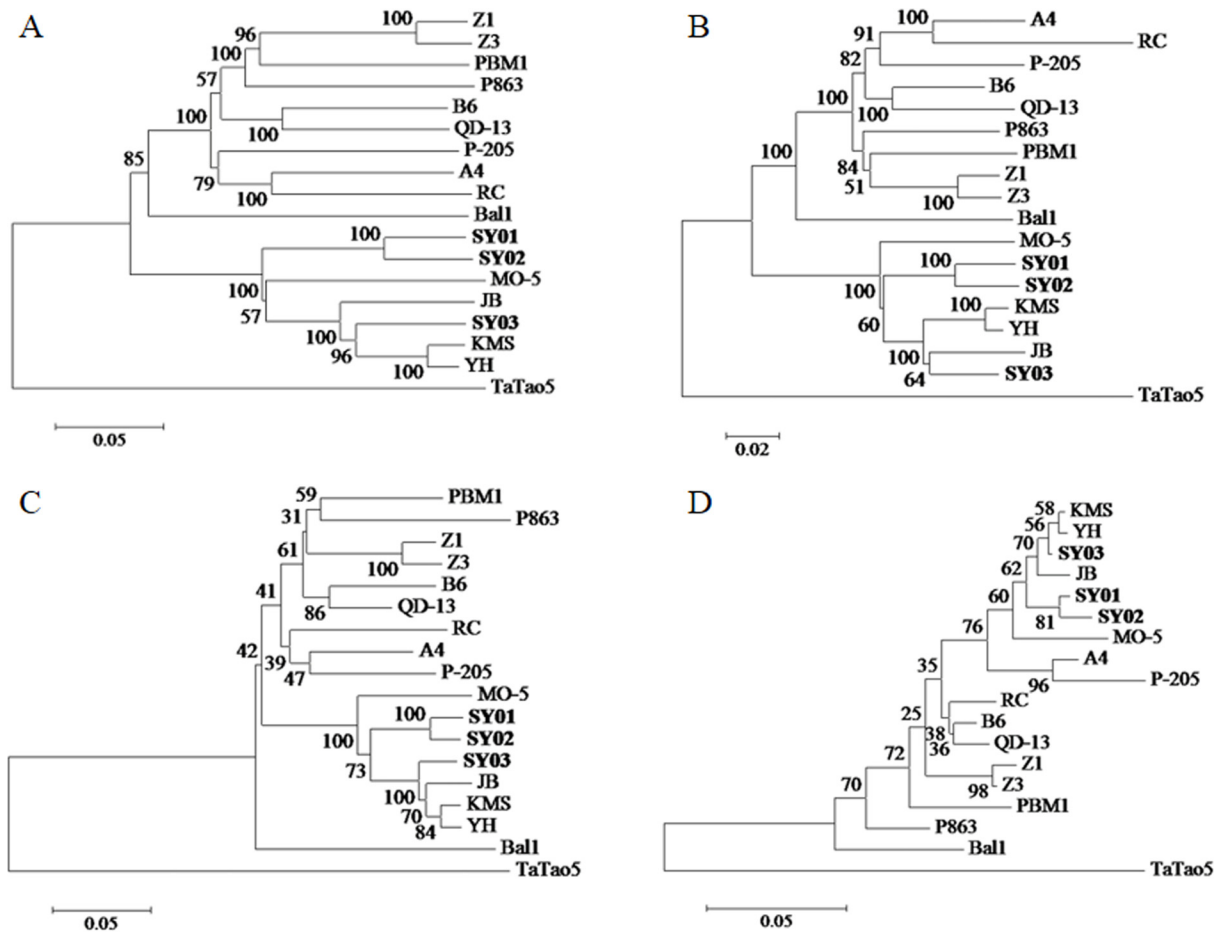 A
100
Z1
96
Z3
100
PBM1
57
P863
B6
100
100
QD-13
P-205
85
A4
79
100
RC
Bal1
100
SY01
SY02
100
MO-5
57
JB
100
SY03
96
KMS
100
YH
TaTao5
0.05
B
100
A4
91
RC
82
P-205
B6
100
100
QD-13
P863
100
PBM1
84
Z1
51
100
Z3
Bal1
MO-5
100
SY01
SY02
100
100
KMS
60
YH
100
JB
64
SY03
TaTao5
0.02
C
59
PBM1
31
P863
61
Z1
100
Z3
41
B6
86
QD-13
RC
42
39
A4
47
P-205
MO-5
100
SY01
100
SY02
73
SY03
100
JB
70
KMS
84
YH
Bal1
TaTao5
0.05
D
58
KMS
56
YH
70
SY03
62
JB
60
SY01
81
SY02
76
MO-5
A4
35
96
P-205
RC
25
38
B6
36
QD-13
72
Z1
98
Z3
70
PBM1
P863
Bal1
TaTao5
0.05